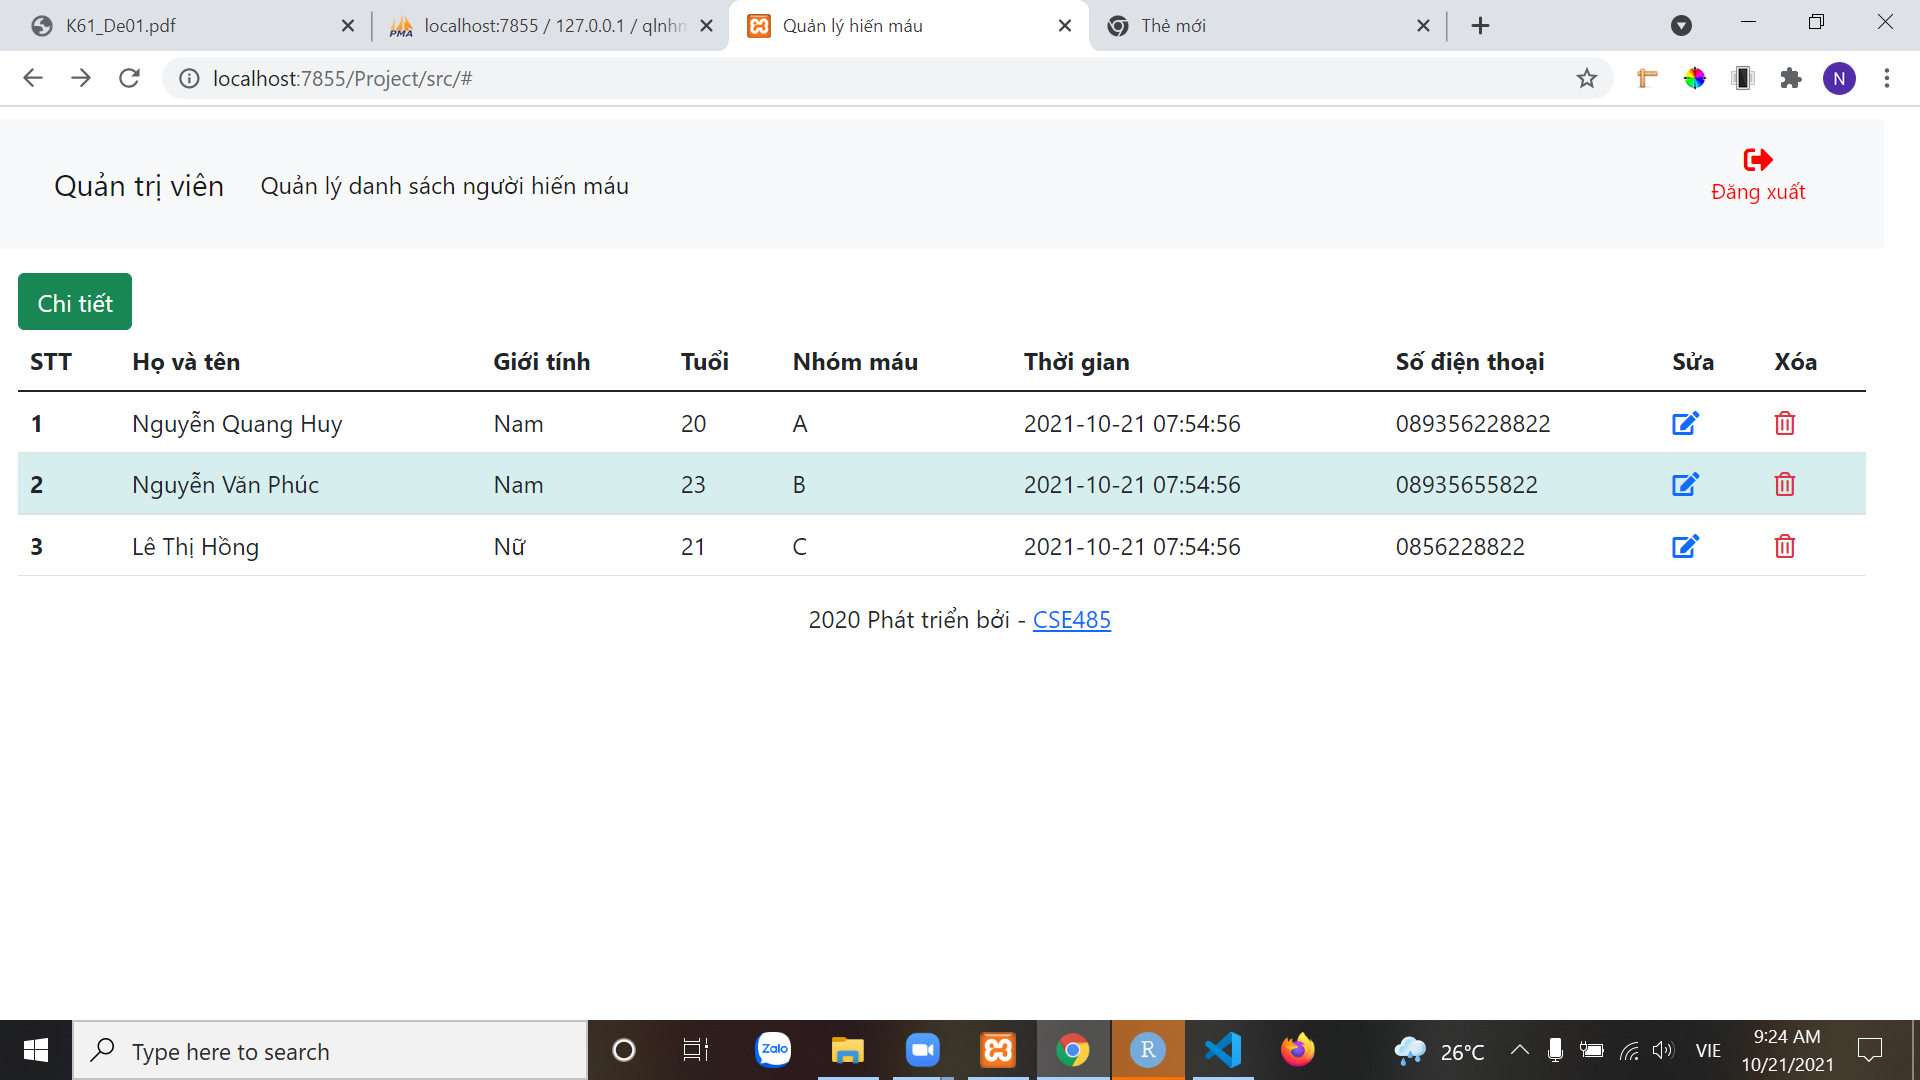 K61_De01.pdf
localhost:7855 / 127.0.0.1 / qlnhn
Quản lý hiến máu
Thẻ mới
localhost:7855/Project/src/#
N
Quản trị viên
Quản lý danh sách người hiến máu
Đăng xuất
Chi tiết
STT Họ và tên Giới tính Tuổi Nhóm máu Thời gian Số điện thoại Sửa Xóa
1 Nguyễn Quang Huy Nam 20 A 2021-10-21 07:54:56 089356228822
2 Nguyễn Văn Phúc Nam 23 B 2021-10-21 07:54:56 08935655822
3 Lê Thị Hồng Nữ 21 C 2021-10-21 07:54:56 0856228822
2020 Phát triển bởi - CSE485
Type here to search
Zalo
R
26°C
VIE
9:24 AM
10/21/2021
PMA